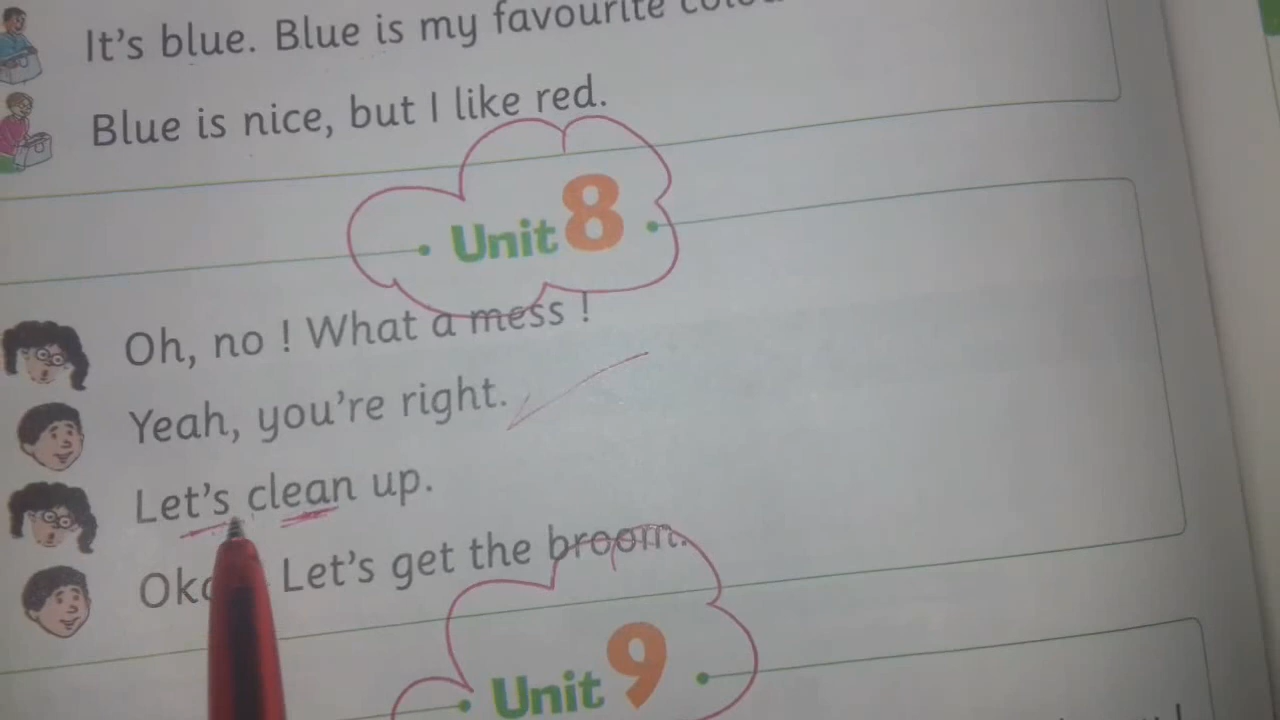 It's blue. Blue is my favourite
Blue is nice, but I like red.
Unit 8
Oh, no ! What a mess !
Yeah, you're right.
Let's clean up.
Let's get the broom.
Unit 9